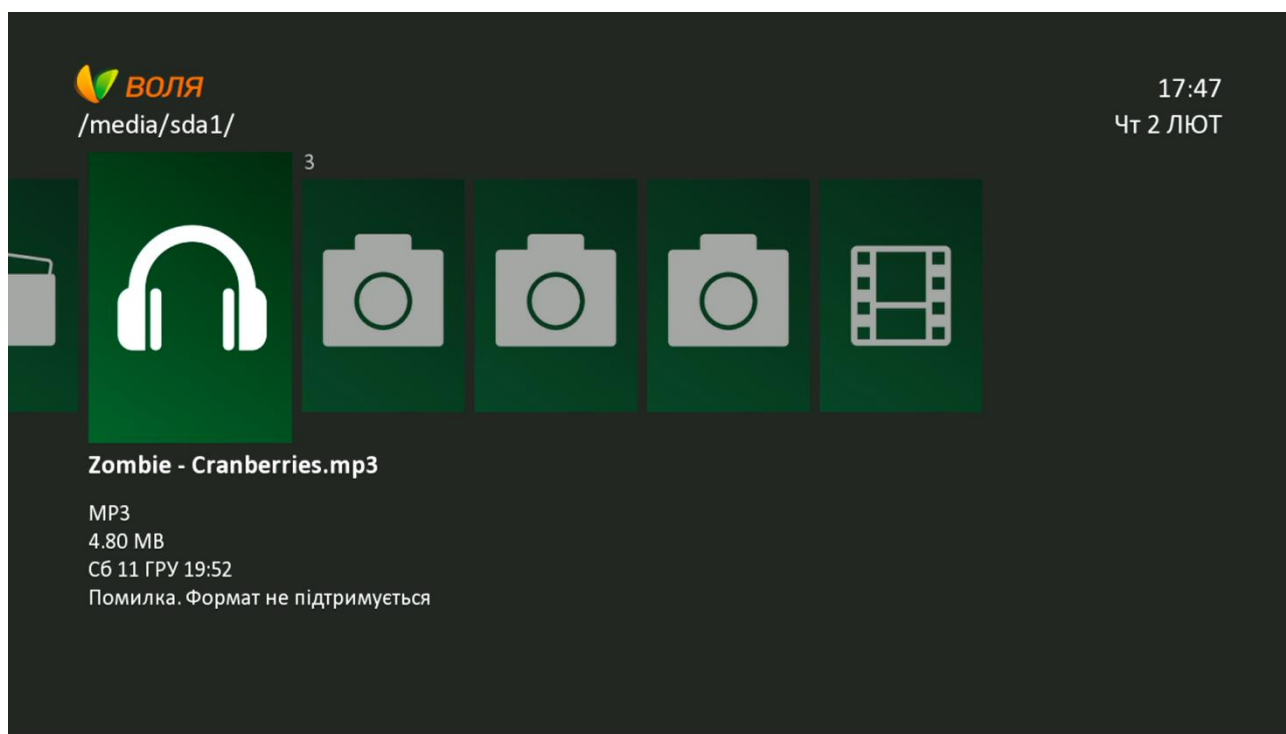 воля
17:47
/media/sda1/
Чт 2 ЛЮТ
3
Zombie - Cranberries.mp3
MP3
4.80 MB
Сб 11 ГРУ 19:52
Помилка. Формат не підтримується